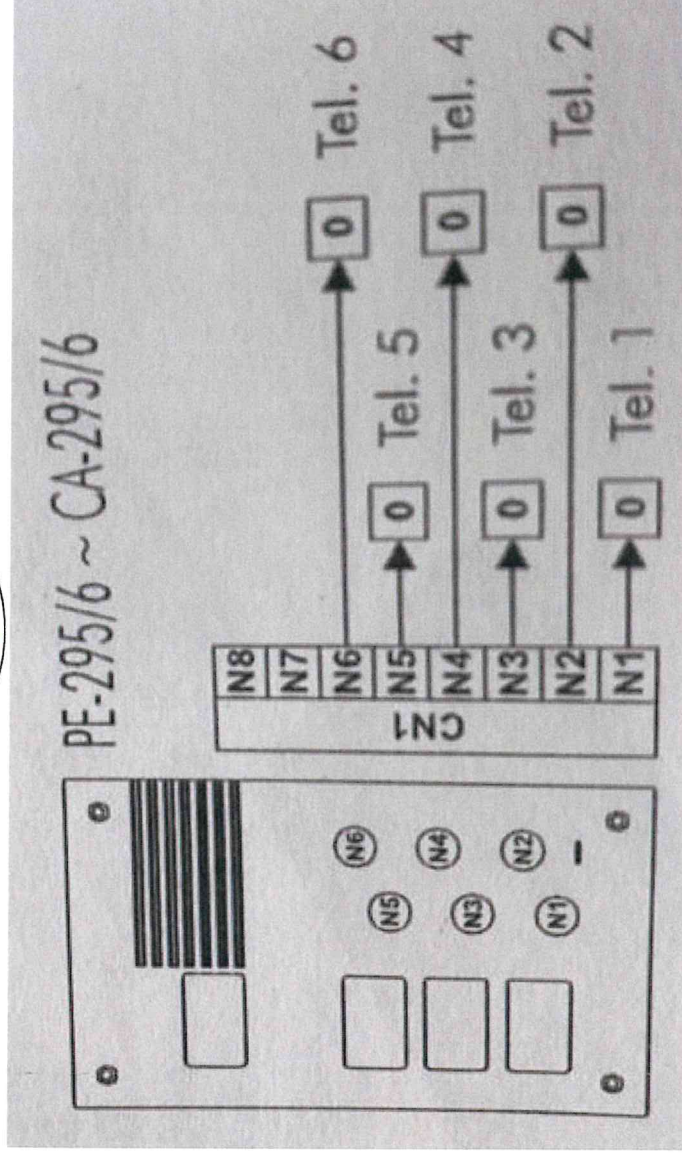 PE-295/6 ~ CA-295/6
N8
N7
N6 0 Tel. 6
N5 0 Tel. 5
N4 0 Tel. 4
N3 0 Tel. 3
N2 0 Tel. 2
N1 0 Tel. 1
CN1
N5 N6
N3 N4
N1 N2